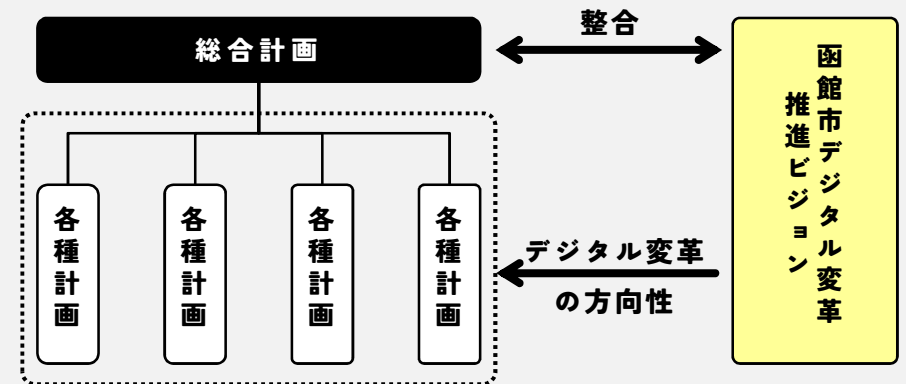 総合計画
整合
函館市デジタル変革
推進ビジョン
各種計画
各種計画
各種計画
各種計画
デジタル変革
の方向性